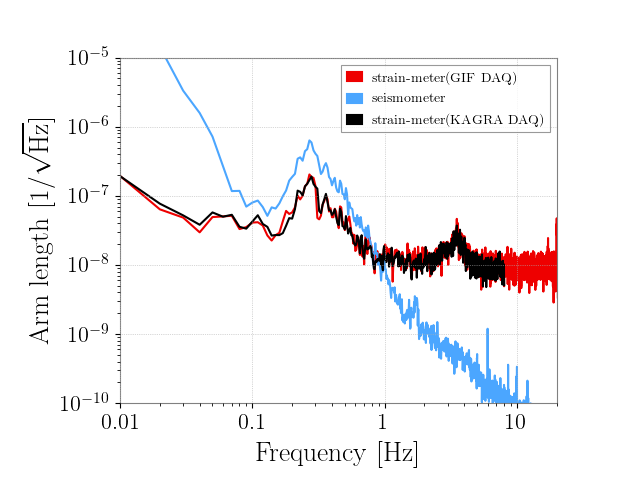 strain-meter(GIF DAQ)
seismometer
strain-meter(KAGRA DAQ)
Arm length [1/√Hz]
10⁻⁵
10⁻⁶
10⁻⁷
10⁻⁸
10⁻⁹
10⁻¹⁰
0.01
0.1
1
10
Frequency [Hz]